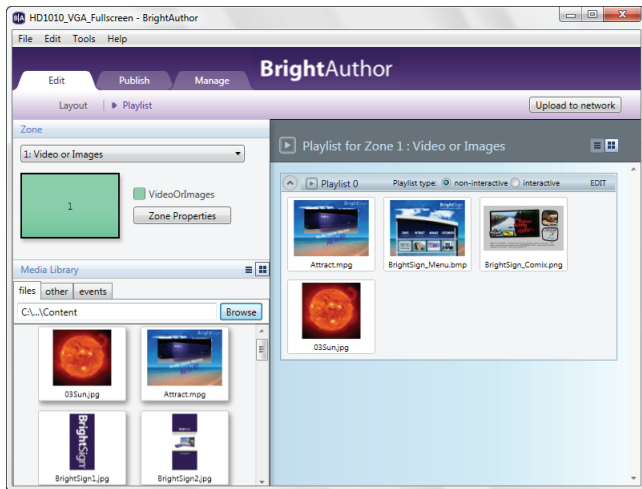 HD1010_VGA_Fullscreen - BrightAuthor
File Edit Tools Help
BrightAuthor
Edit Publish Manage
Layout Playlist
Upload to network
Zone
1: Video or Images
1
VideoOrImages
Zone Properties
Media Library
files other events
C:\...\Content
Browse
03Sun.jpg
Attract.mpg
BrightSign
BrightSign1.jpg
BrightSign2.jpg
Playlist for Zone 1 : Video or Images
Playlist 0 Playlist type: non-interactive interactive EDIT
Attract.mpg
BrightSign_Menu.bmp
BrightSign_Comix.png
03Sun.jpg